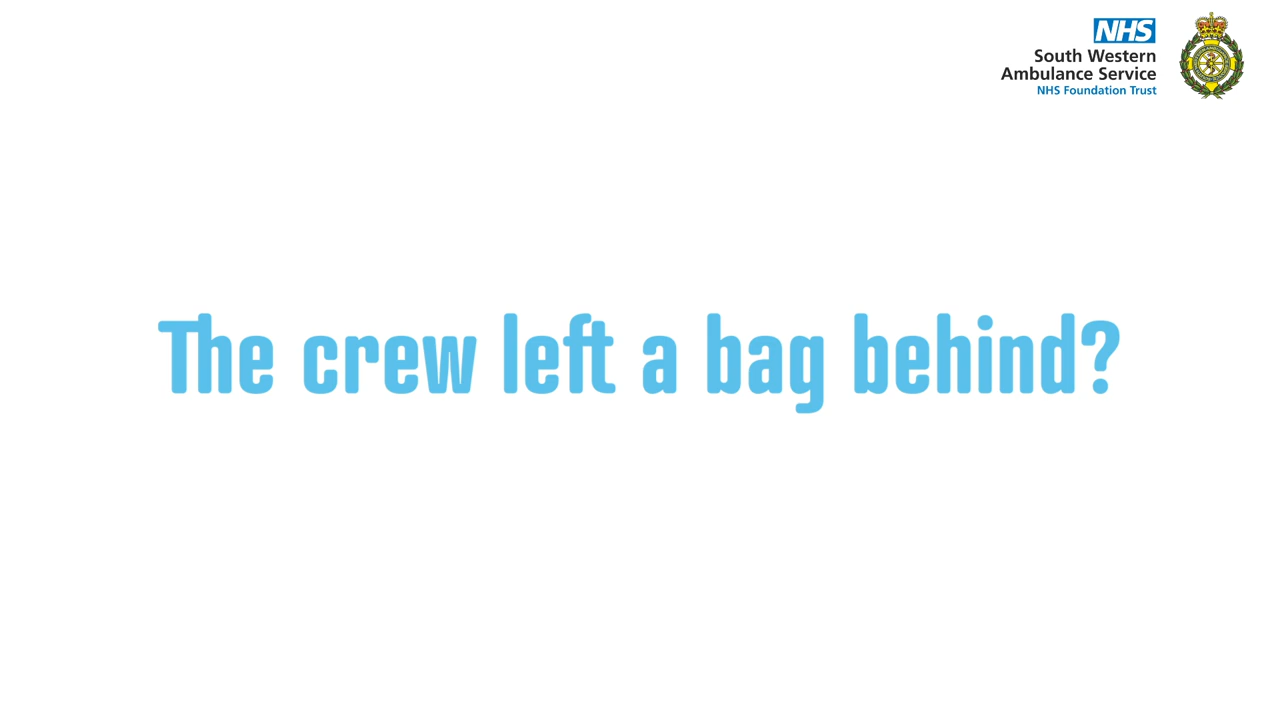 NHS
South Western
Ambulance Service
NHS Foundation Trust
The crew left a bag behind?